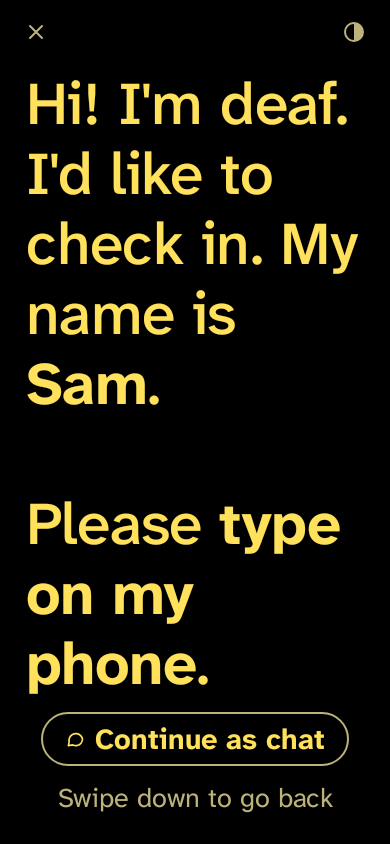 Hi! I'm deaf.
I'd like to
check in. My
name is
Sam.
Please type
on my
phone.
Continue as chat
Swipe down to go back